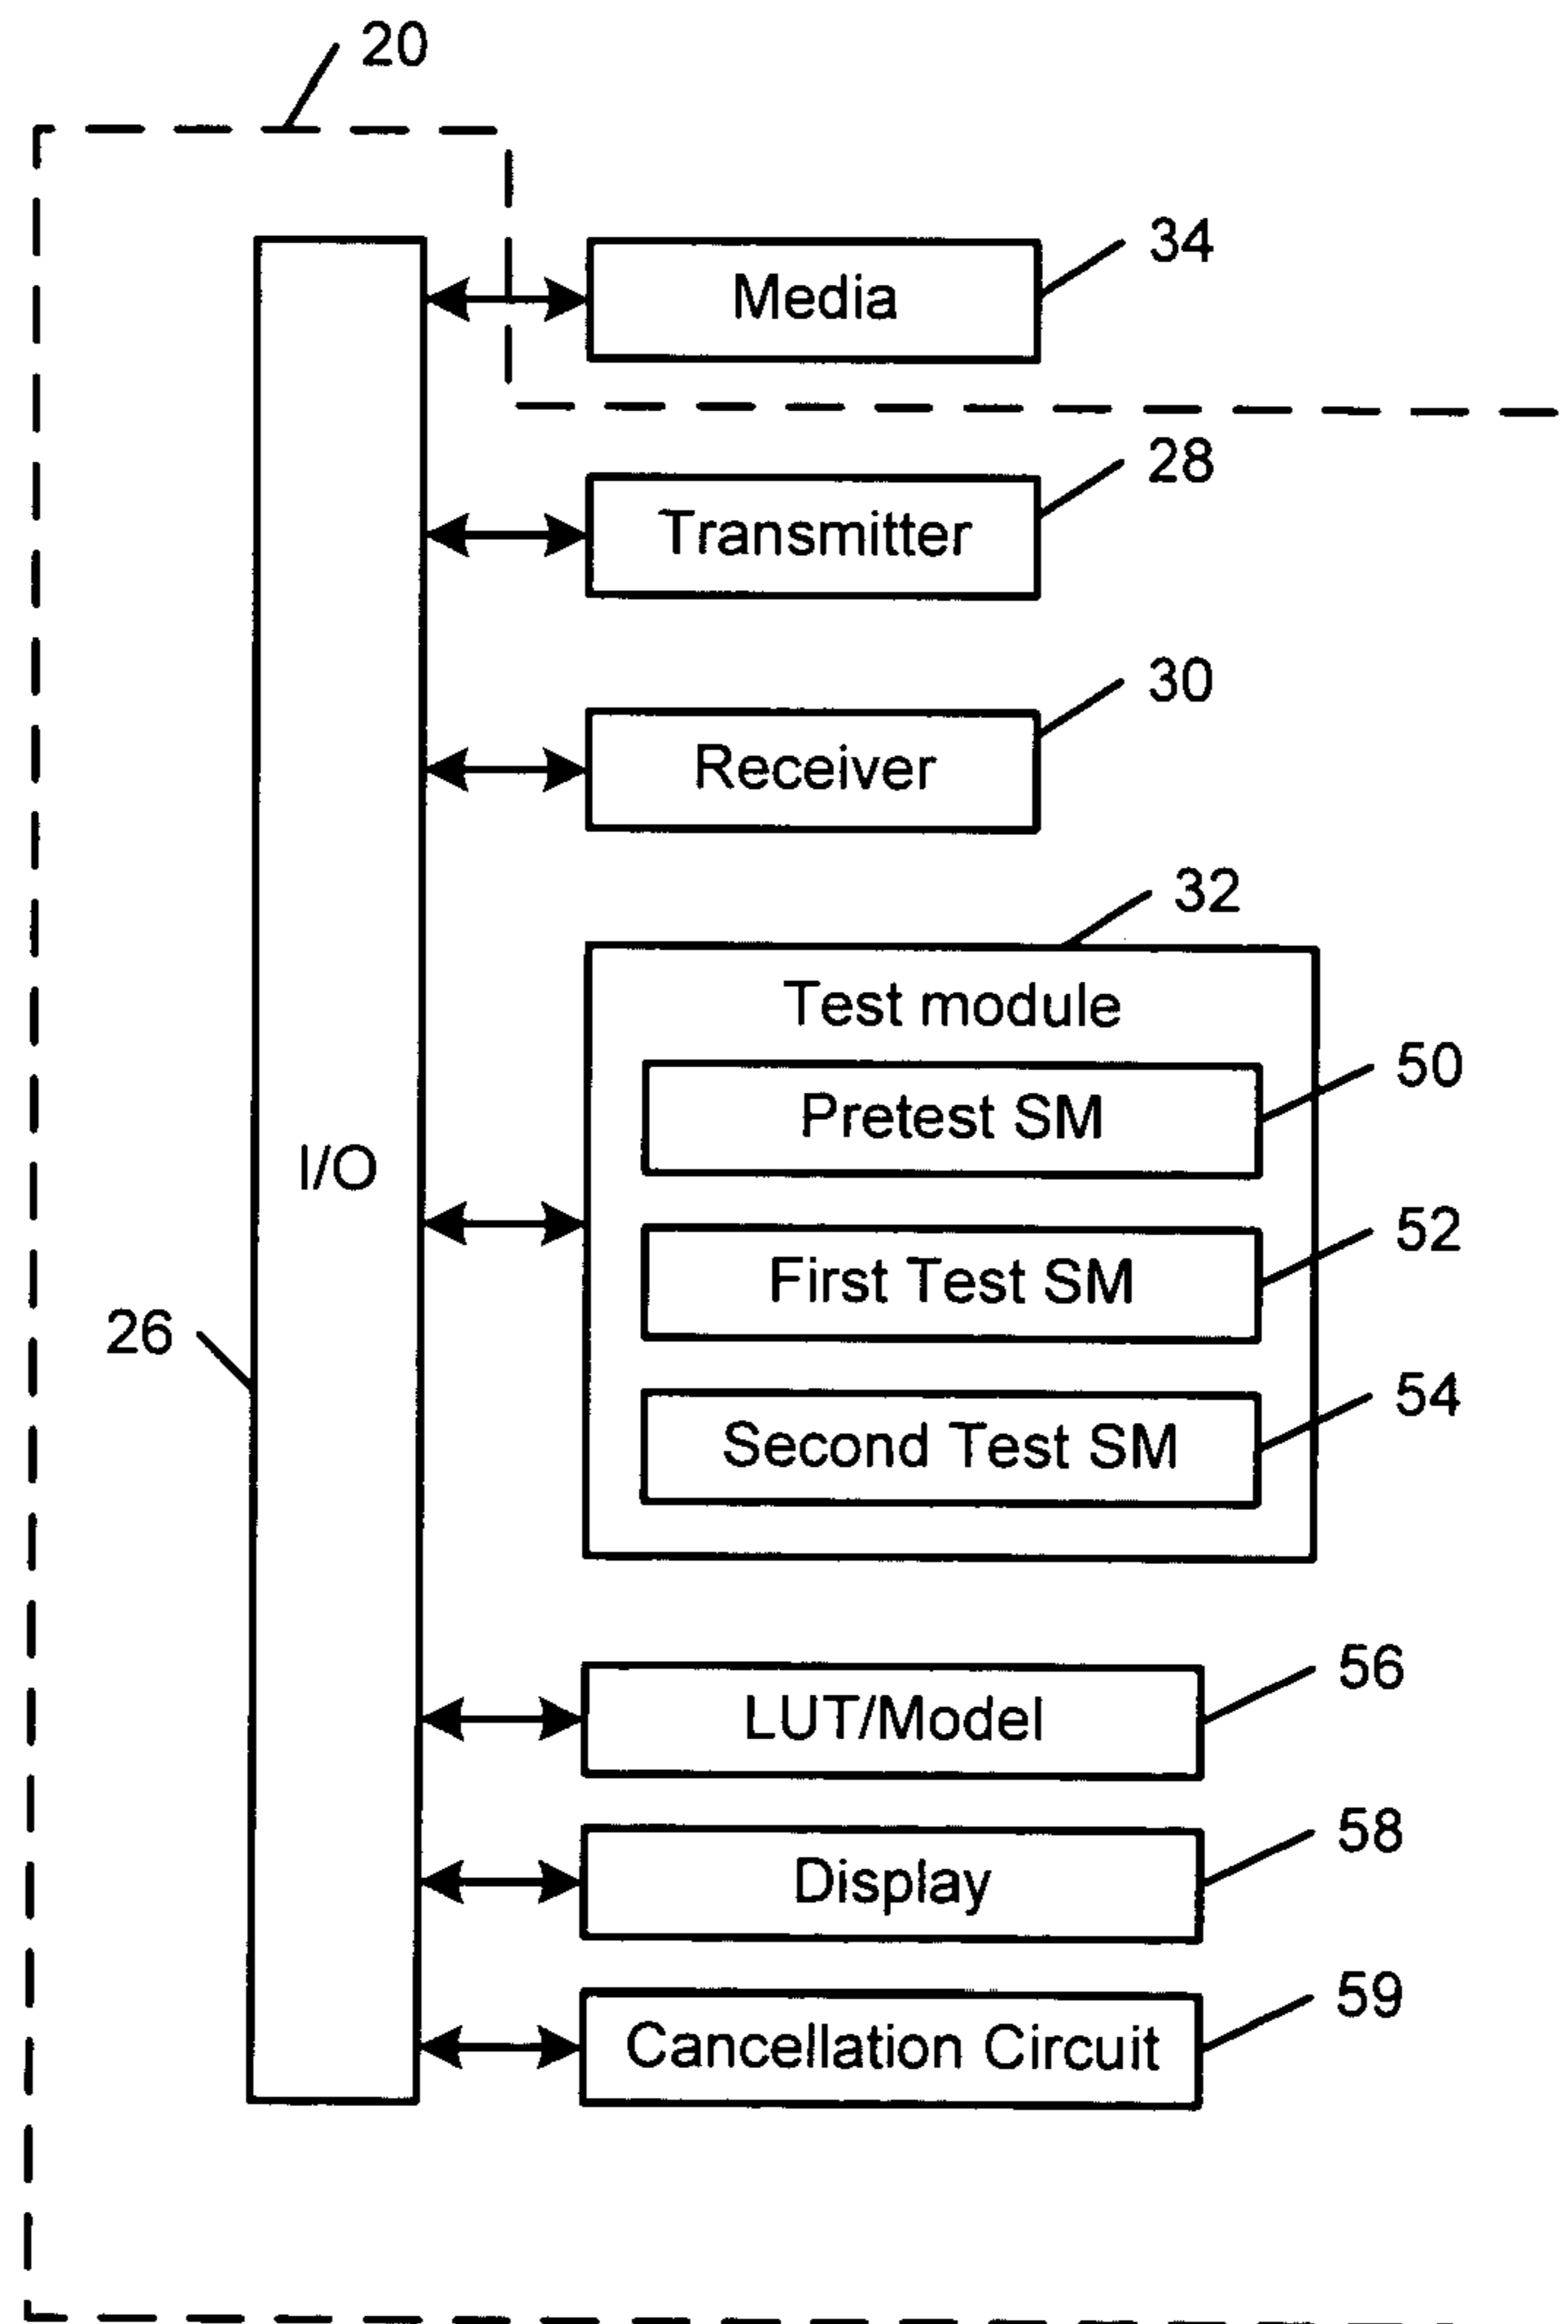 20
Media
34
Transmitter
28
Receiver
30
32
Test module
Pretest SM
50
I/O
First Test SM
52
26
Second Test SM
54
LUT/Model
56
Display
58
Cancellation Circuit
59